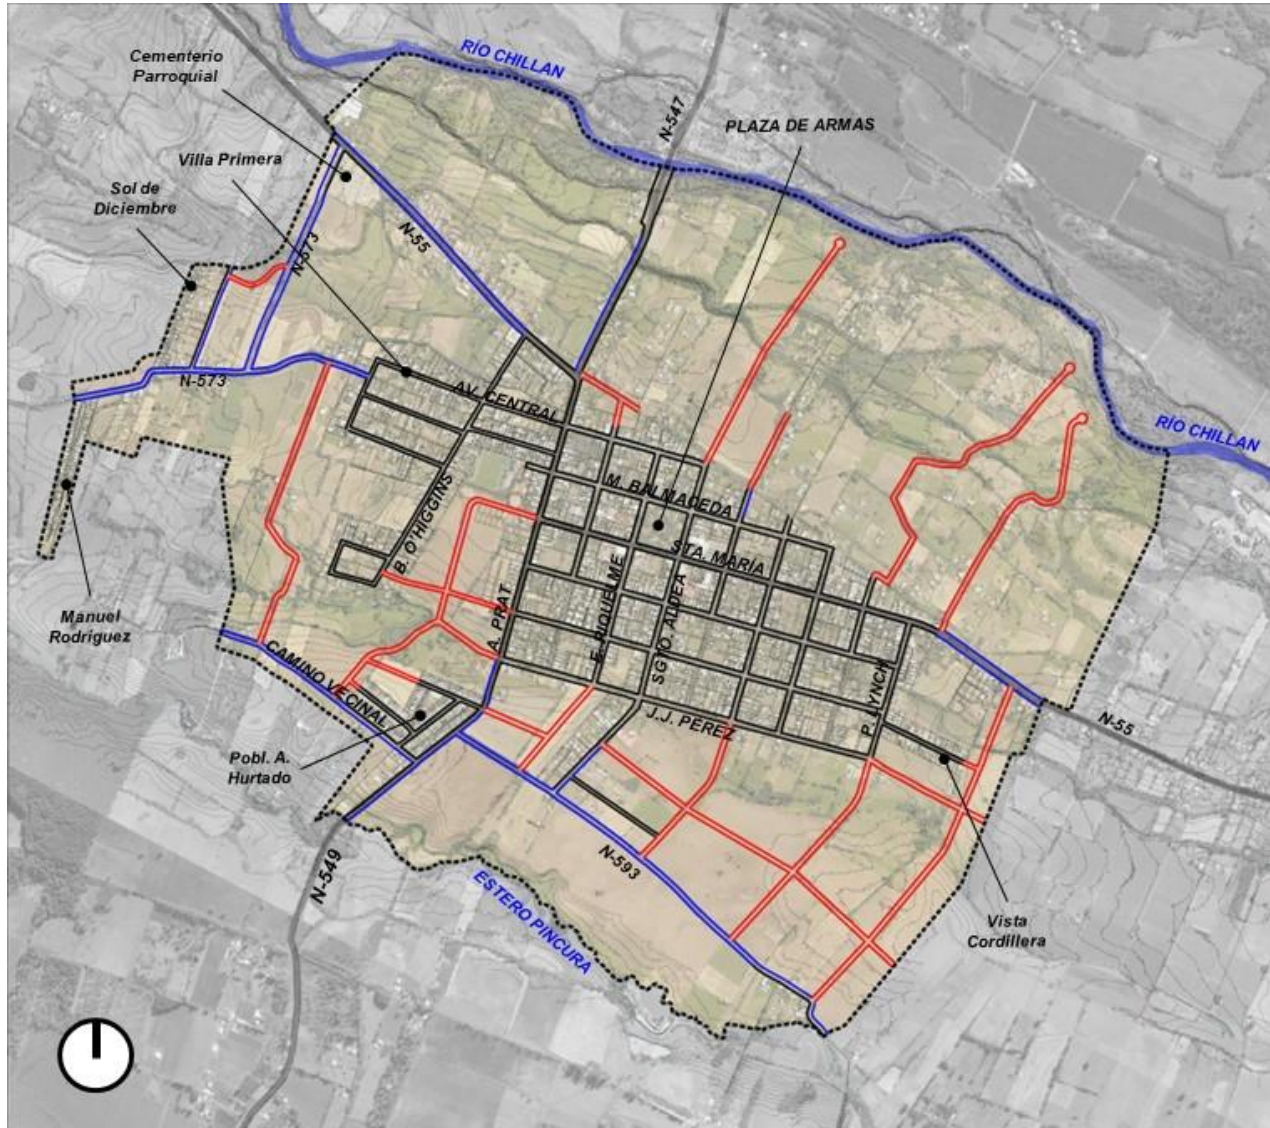 RÍO CHILLAN
Cementerio
Parroquial
N-547
PLAZA DE ARMAS
Villa Primera
Sol de
Diciembre
N-55
N-573
N-573
AV. CENTRAL
RÍO CHILLAN
M. BALMACEDA
B. O'HIGGINS
STA. MARÍA
E. RIQUELME
SGTO. ALDEA
A. PRAT
Manuel
Rodríguez
CAMINO VECINAL
P. LYNCH
J.J. PEREZ
N-55
Pobl. A.
Hurtado
N-593
N-549
ESTERO PINCURA
Vista
Cordillera